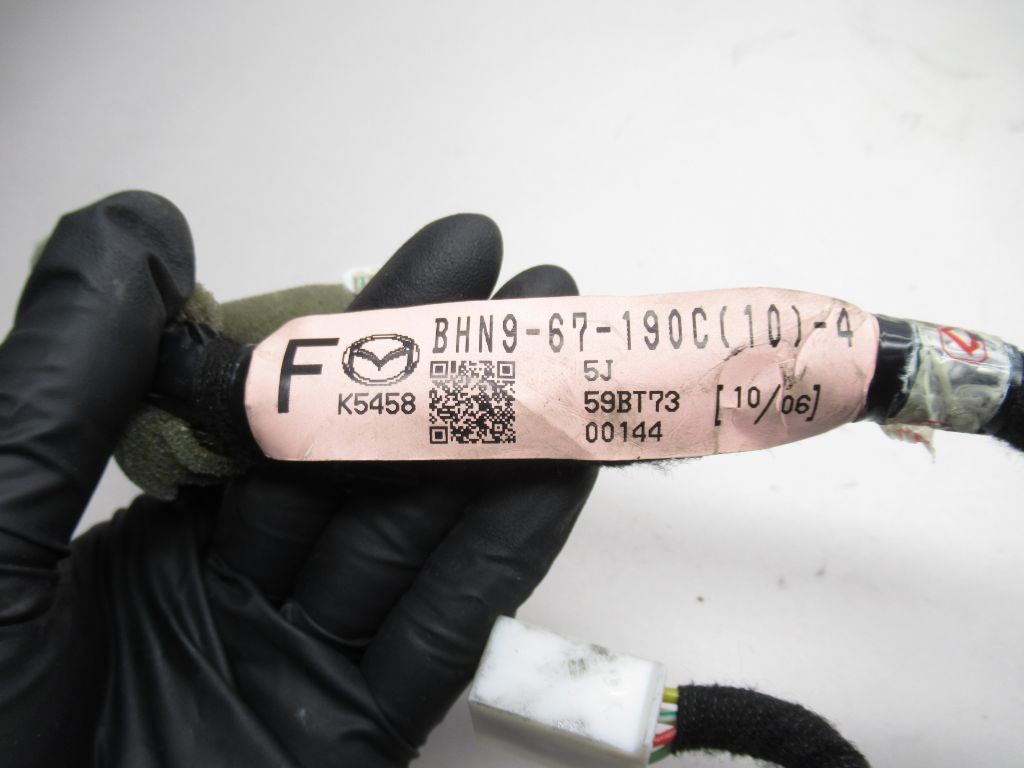 F BHN9-67-190C(10)-4
5J
K5458 59BT73 [10/06]
00144